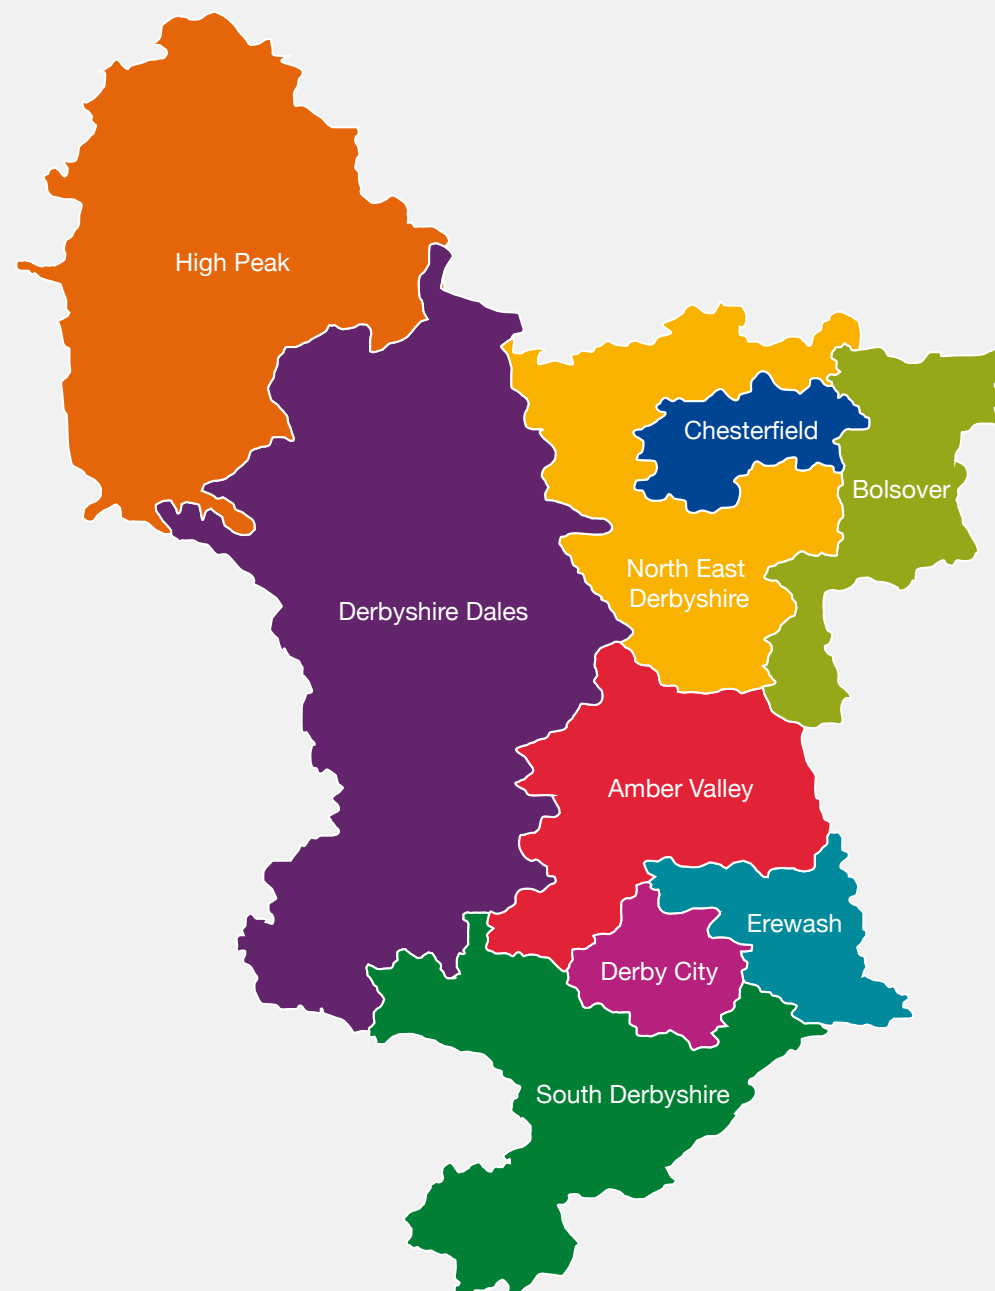 High Peak
Chesterfield
Bolsover
North East
Derbyshire
Derbyshire Dales
Amber Valley
Erewash
Derby City
South Derbyshire